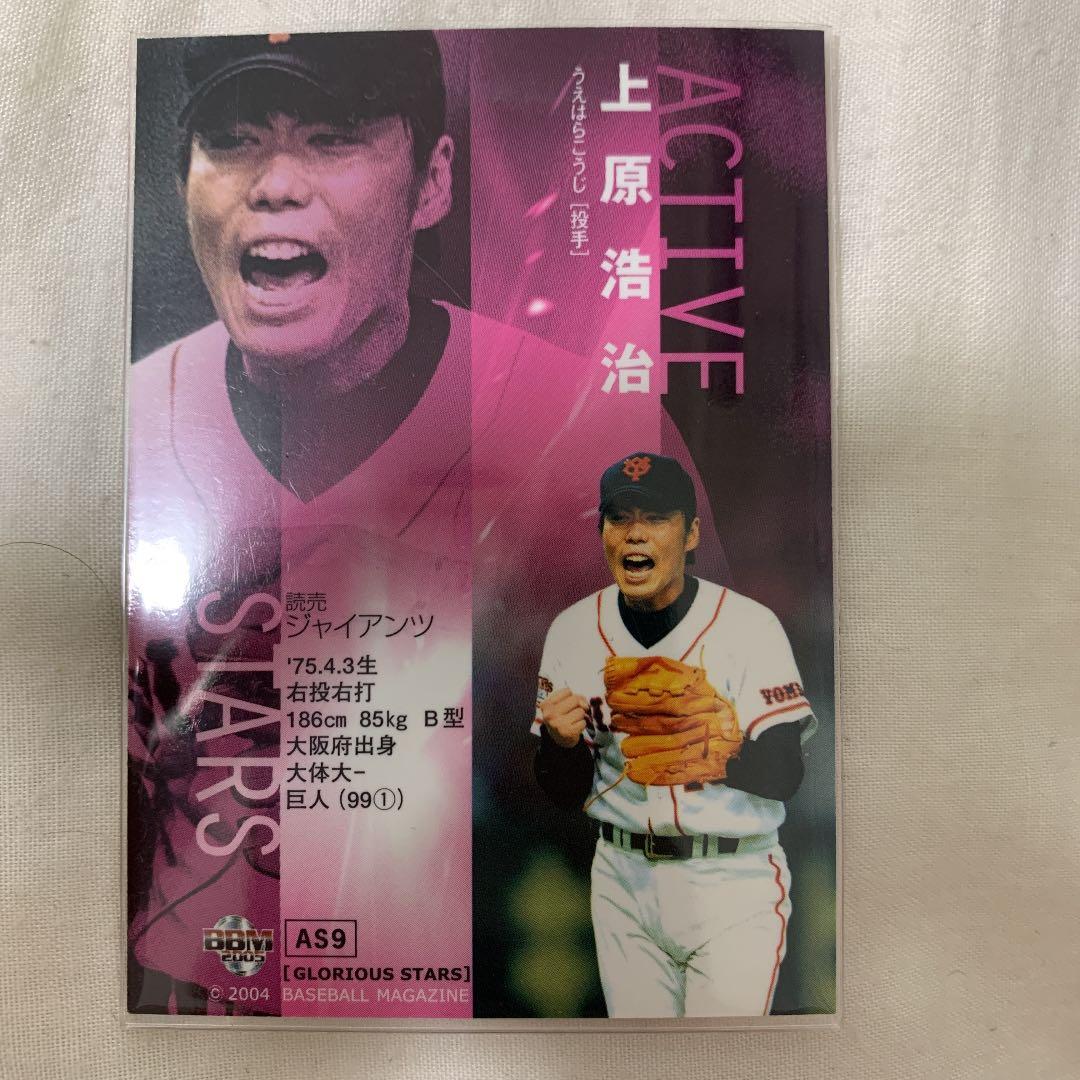 ACTIVE
上原浩治
うえはらこうじ [投手]
STARS
読売
ジャイアンツ
'75.4.3生
右投右打
186cm 85kg B型
大阪府出身
大体大-
巨人 (99①)
YG
YOM
BBM
2005
AS9
[GLORIOUS STARS]
© 2004 BASEBALL MAGAZINE